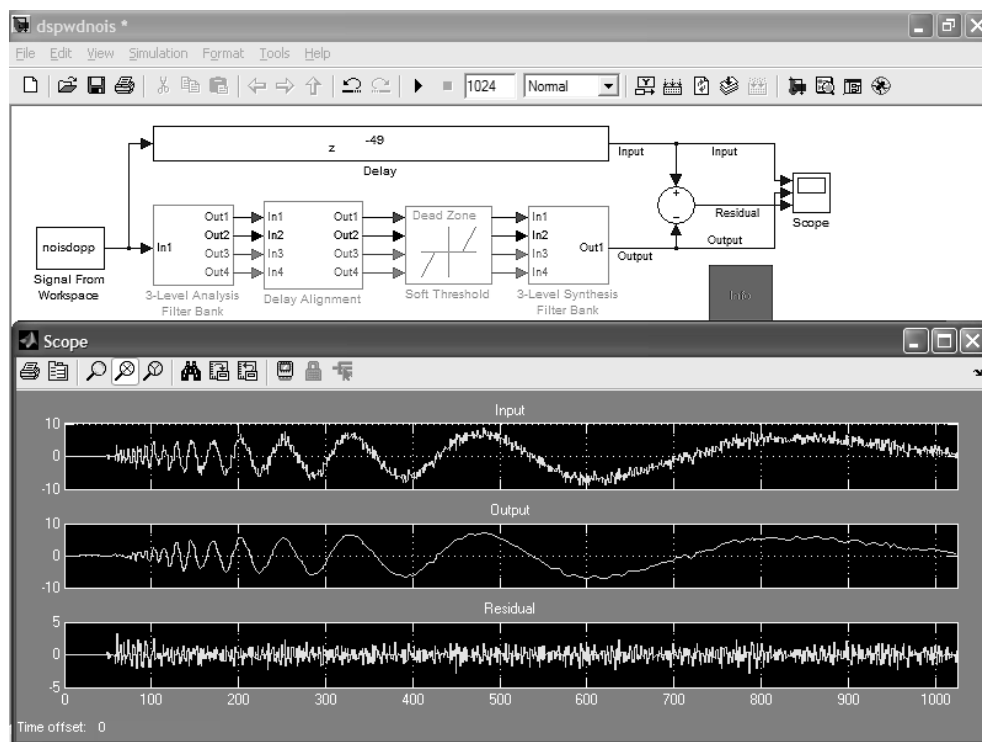 dspwdnois *
File Edit View Simulation Format Tools Help
1024 Normal
z -49
Delay
Input Input
noisdopp
Signal From
Workspace
In1
Out1
Out2
Out3
Out4
3-Level Analysis
Filter Bank
In1 Out1
In2 Out2
In3 Out3
In4 Out4
Delay Alignment
Dead Zone
Soft Threshold
In1
In2
In3
In4
Out1
3-Level Synthesis
Filter Bank
Output
+
−
Residual
Output
Scope
Info
Scope
Input
10
0
-10
Output
10
0
-10
Residual
5
0
-5
0 100 200 300 400 500 600 700 800 900 1000
Time offset: 0